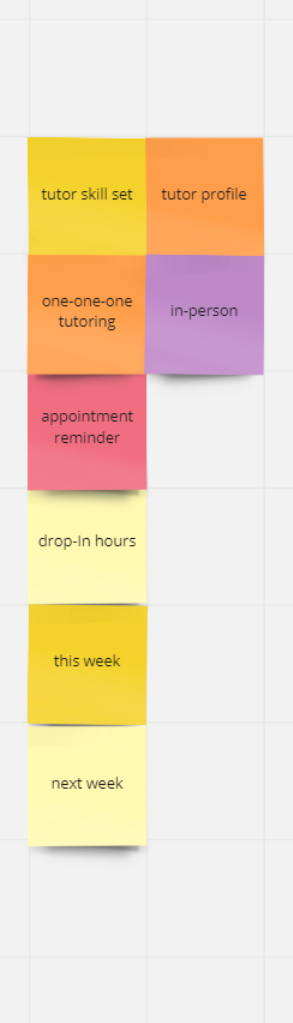 tutor skill set
tutor profile
one-one-one
tutoring
in-person
appointment
reminder
drop-In hours
this week
next week